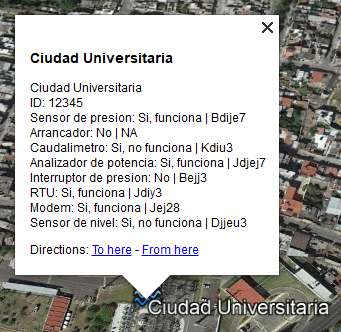 Ciudad Universitaria
Ciudad Universitaria
ID: 12345
Sensor de presion: Si, funciona | Bdije7
Arrancador: No | NA
Caudalimetro: Si, no funciona | Kdiu3
Analizador de potencia: Si, funciona | Jdjej7
Interruptor de presion: No | Bejj3
RTU: Si, funciona | Jdiy3
Modem: Si, funciona | Jej28
Sensor de nivel: Si, no funciona | Djjeu3
Directions: To here - From here
Ciudad Universitaria